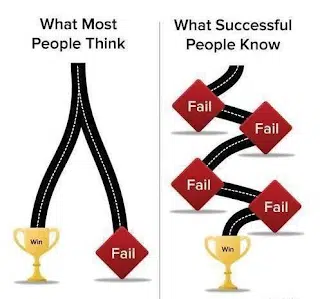 What Most
People Think
Win
Fail
What Successful
People Know
Fail
Fail
Fail
Fail
Win